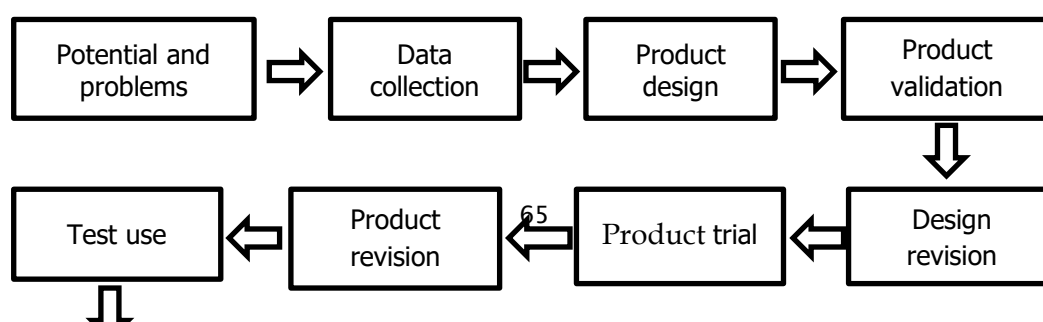 Potential and
problems
Data
collection
Product
design
Product
validation
Test use
Product
revision
65
Product trial
Design
revision